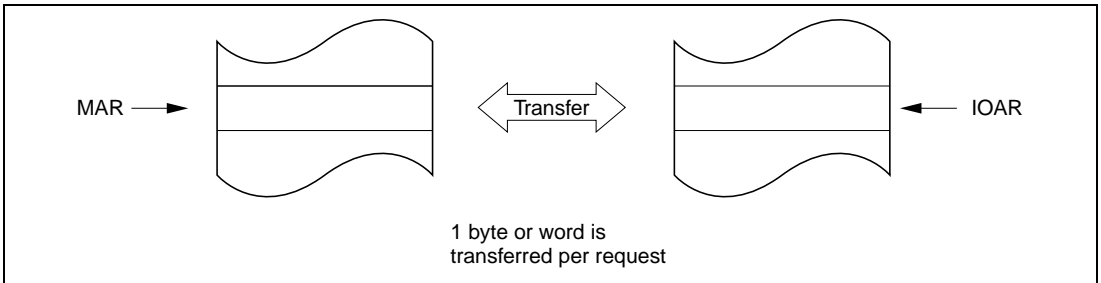 MAR
Transfer
IOAR
1 byte or word is
transferred per request